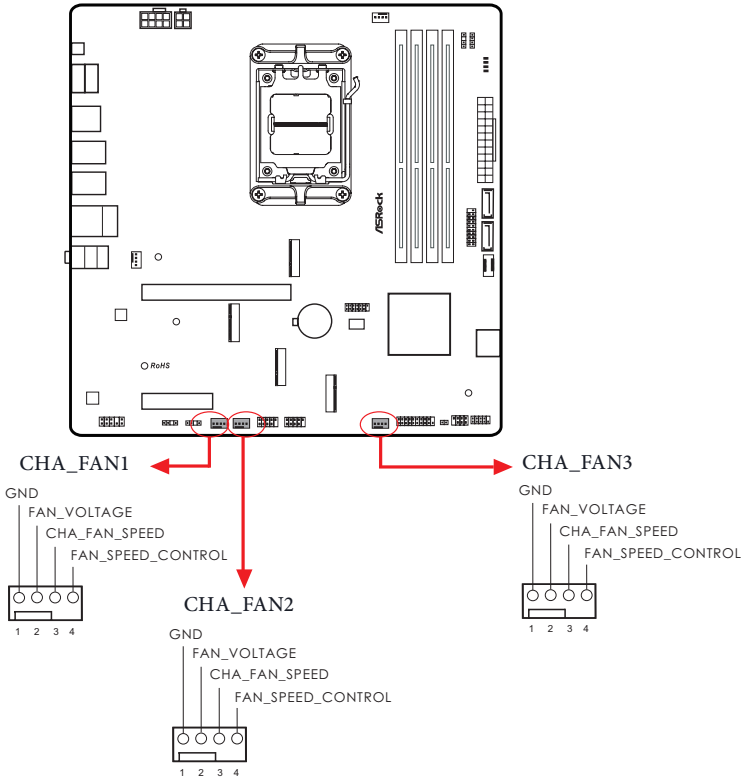 ASRock
RoHS
CHA_FAN1
GND
FAN_VOLTAGE
CHA_FAN_SPEED
FAN_SPEED_CONTROL
1 2 3 4
CHA_FAN2
GND
FAN_VOLTAGE
CHA_FAN_SPEED
FAN_SPEED_CONTROL
1 2 3 4
CHA_FAN3
GND
FAN_VOLTAGE
CHA_FAN_SPEED
FAN_SPEED_CONTROL
1 2 3 4